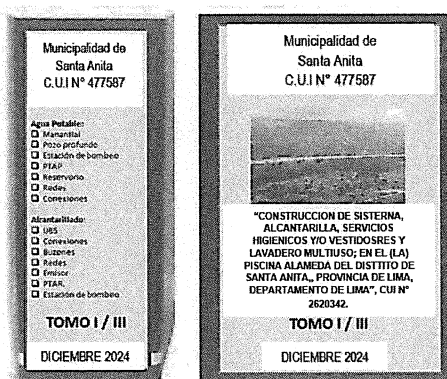 Municipalidad de
Santa Anita
C.U.I N° 477587
Agua Potable:
❑ Manantial
❑ Pozo profundo
❑ Estación de bombeo
❑ PTAP
❑ Reservorio
❑ Redes
❑ Conexiones
Alcantarillado:
❑ UBS
❑ Conexiones
❑ Buzones
❑ Redes
❑ Emisor
❑ PTAR.
❑ Estación de bombeo
TOMO I / III
DICIEMBRE 2024
Municipalidad de
Santa Anita
C.U.I N° 477587
“CONSTRUCCION DE SISTERNA,
ALCANTARILLA, SERVICIOS
HIGIENICOS Y/O VESTIDOSRES Y
LAVADERO MULTIUSO; EN EL (LA)
PISCINA ALAMEDA DEL DISTTITO DE
SANTA ANITA,, PROVINCIA DE LIMA,
DEPARTAMENTO DE LIMA”, CUI N°
2620342.
TOMO I / III
DICIEMBRE 2024